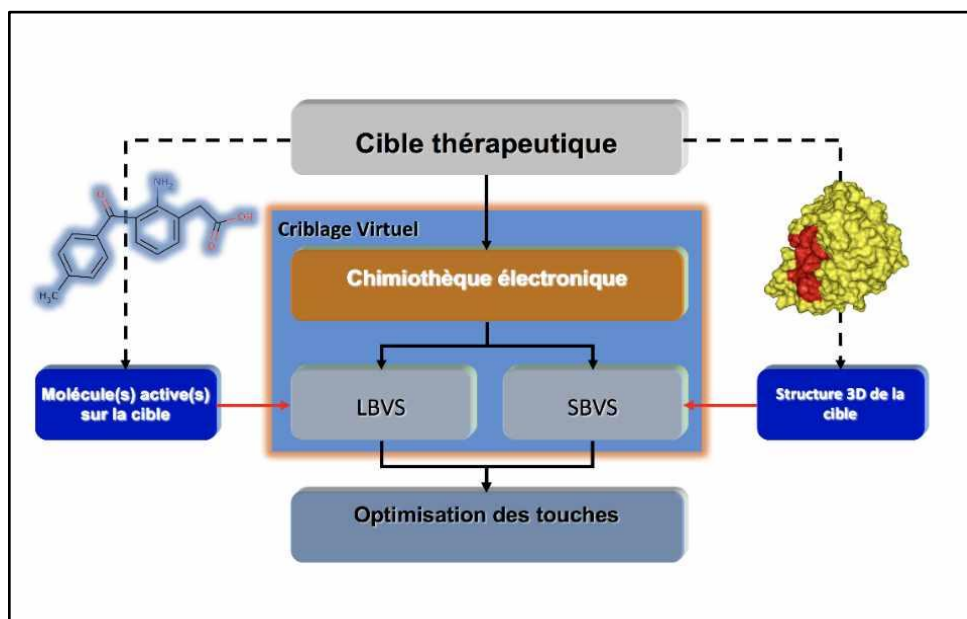 Cible thérapeutique
NH₂
O
OH
O
H₃C
Criblage Virtuel
Chimiothèque électronique
Molécule(s) active(s)
sur la cible
LBVS
SBVS
Structure 3D de la
cible
Optimisation des touches